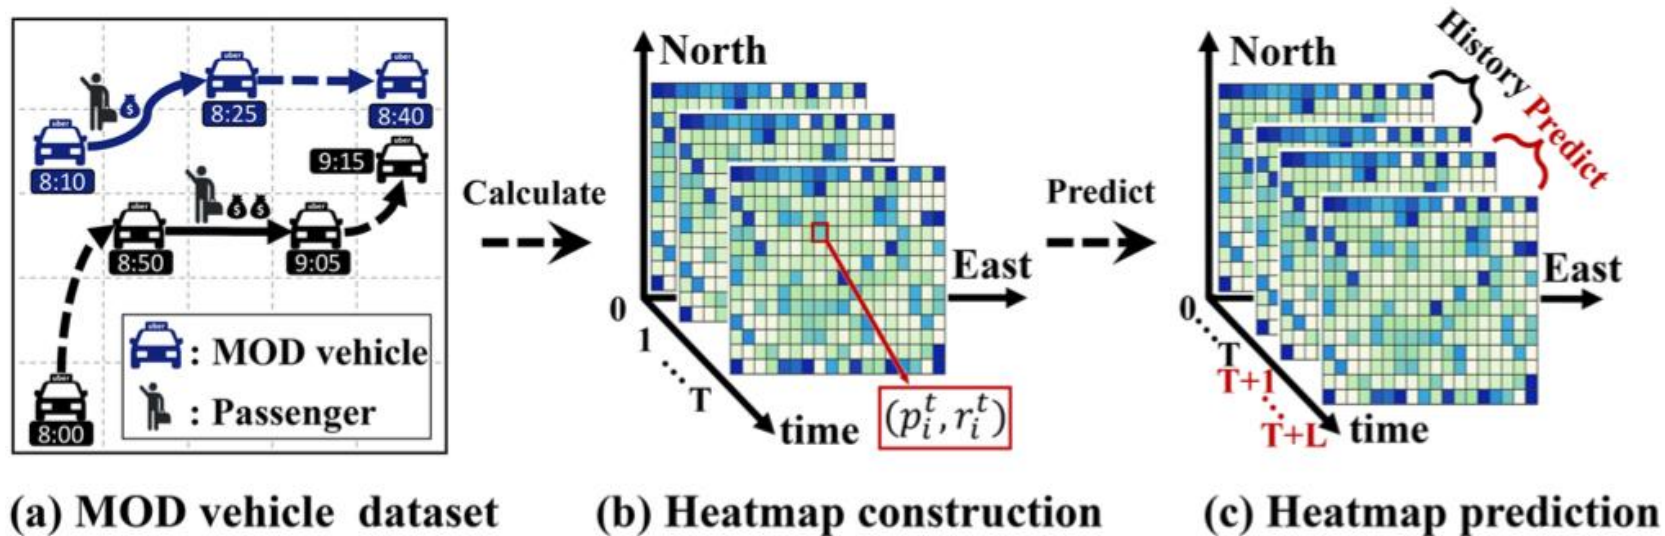 uber
8:10
$
uber
8:25
uber
8:40
uber
9:15
$ $
uber
8:50
uber
9:05
uber
8:00
uber
: MOD vehicle
: Passenger
(a) MOD vehicle dataset
Calculate
North
East
0
1
T
time
(p_i^t, r_i^t)
(b) Heatmap construction
Predict
North
History
Predict
East
0
T
T+1
T+L
time
(c) Heatmap prediction